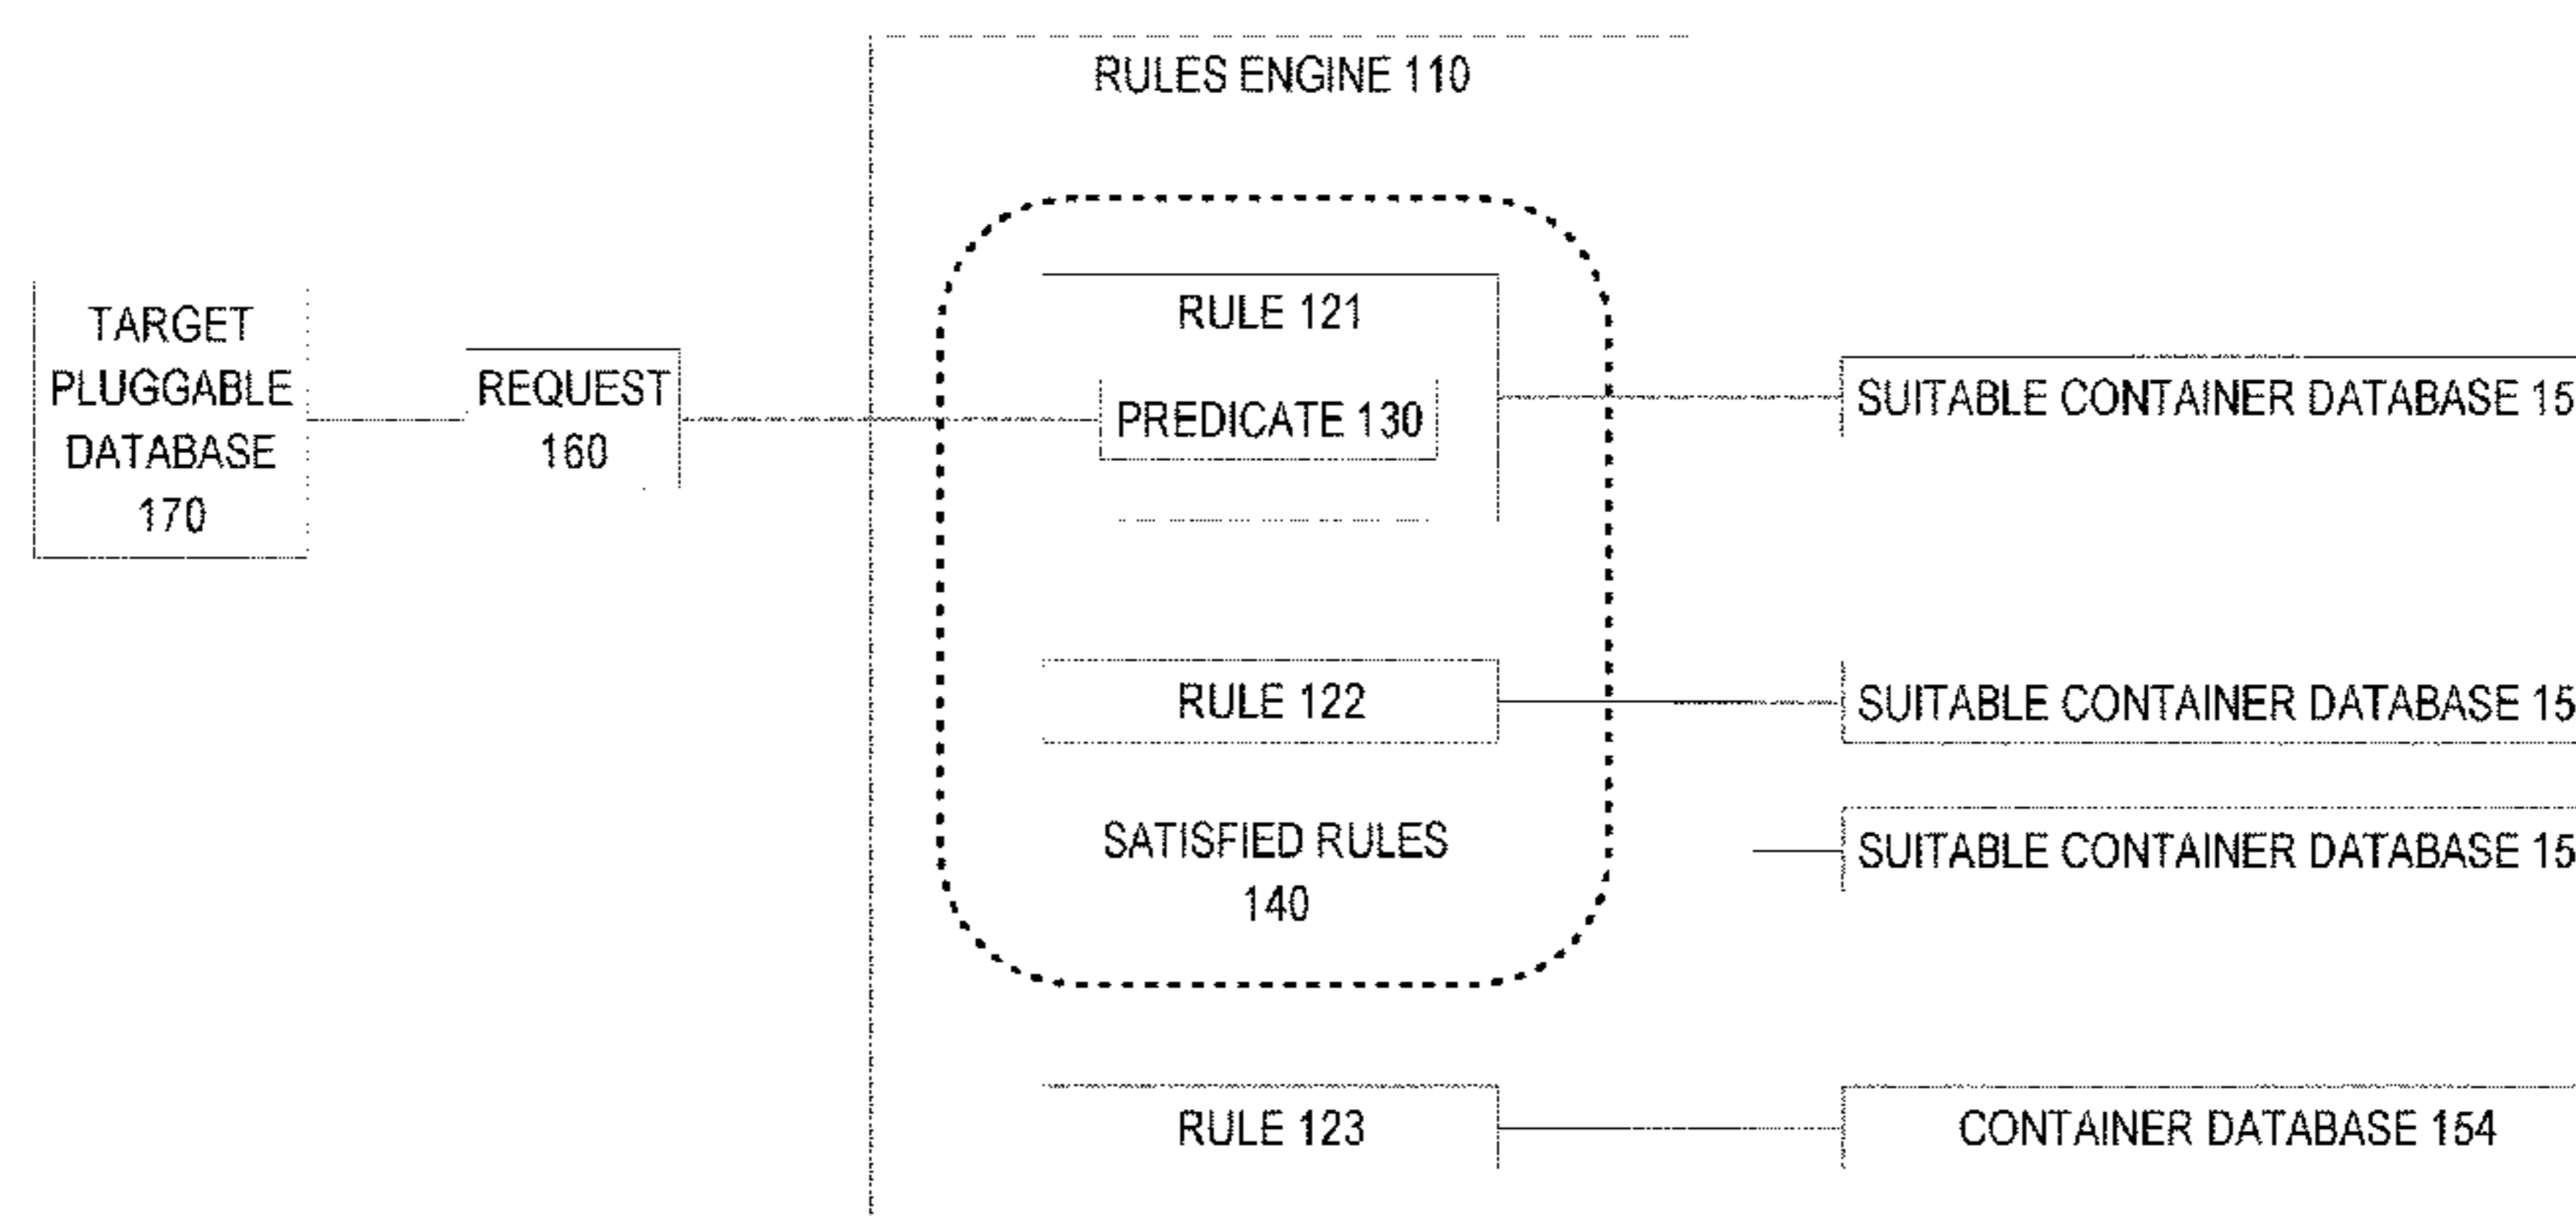 RULES ENGINE 110
TARGET
PLUGGABLE
DATABASE
170
REQUEST
160
RULE 121
PREDICATE 130
SUITABLE CONTAINER DATABASE 15
RULE 122
SUITABLE CONTAINER DATABASE 15
SATISFIED RULES
140
SUITABLE CONTAINER DATABASE 15
RULE 123
CONTAINER DATABASE 154